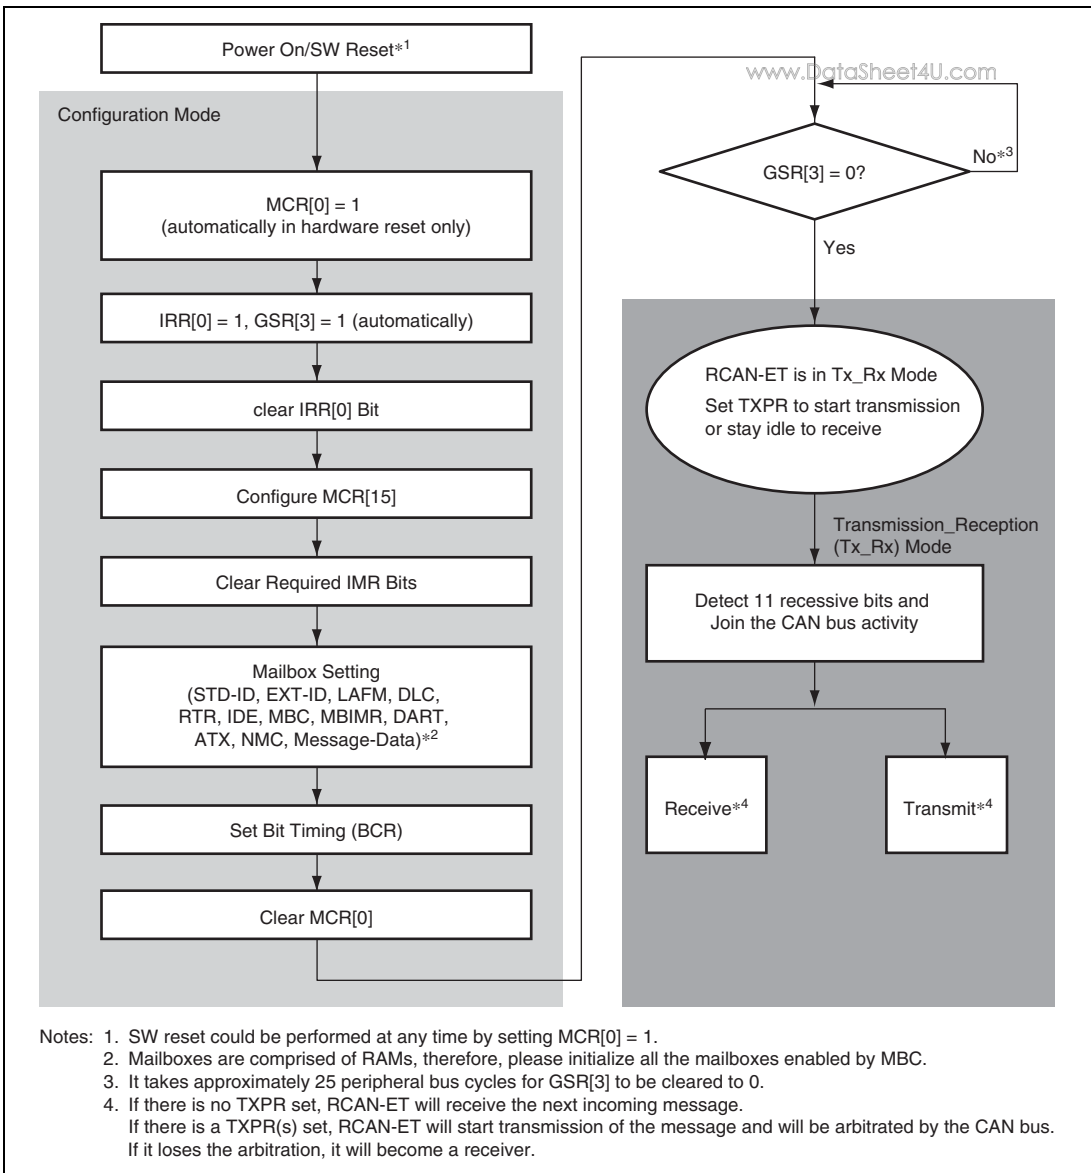 Power On/SW Reset*1
Configuration Mode
MCR[0] = 1
(automatically in hardware reset only)
IRR[0] = 1, GSR[3] = 1 (automatically)
clear IRR[0] Bit
Configure MCR[15]
Clear Required IMR Bits
Mailbox Setting
(STD-ID, EXT-ID, LAFM, DLC,
RTR, IDE, MBC, MBIMR, DART,
ATX, NMC, Message-Data)*2
Set Bit Timing (BCR)
Clear MCR[0]
www.DataSheet4U.com
GSR[3] = 0?
No*3
Yes
RCAN-ET is in Tx_Rx Mode
Set TXPR to start transmission
or stay idle to receive
Transmission_Reception
(Tx_Rx) Mode
Detect 11 recessive bits and
Join the CAN bus activity
Receive*4
Transmit*4
Notes: 1. SW reset could be performed at any time by setting MCR[0] = 1.
2. Mailboxes are comprised of RAMs, therefore, please initialize all the mailboxes enabled by MBC.
3. It takes approximately 25 peripheral bus cycles for GSR[3] to be cleared to 0.
4. If there is no TXPR set, RCAN-ET will receive the next incoming message.
If there is a TXPR(s) set, RCAN-ET will start transmission of the message and will be arbitrated by the CAN bus.
If it loses the arbitration, it will become a receiver.